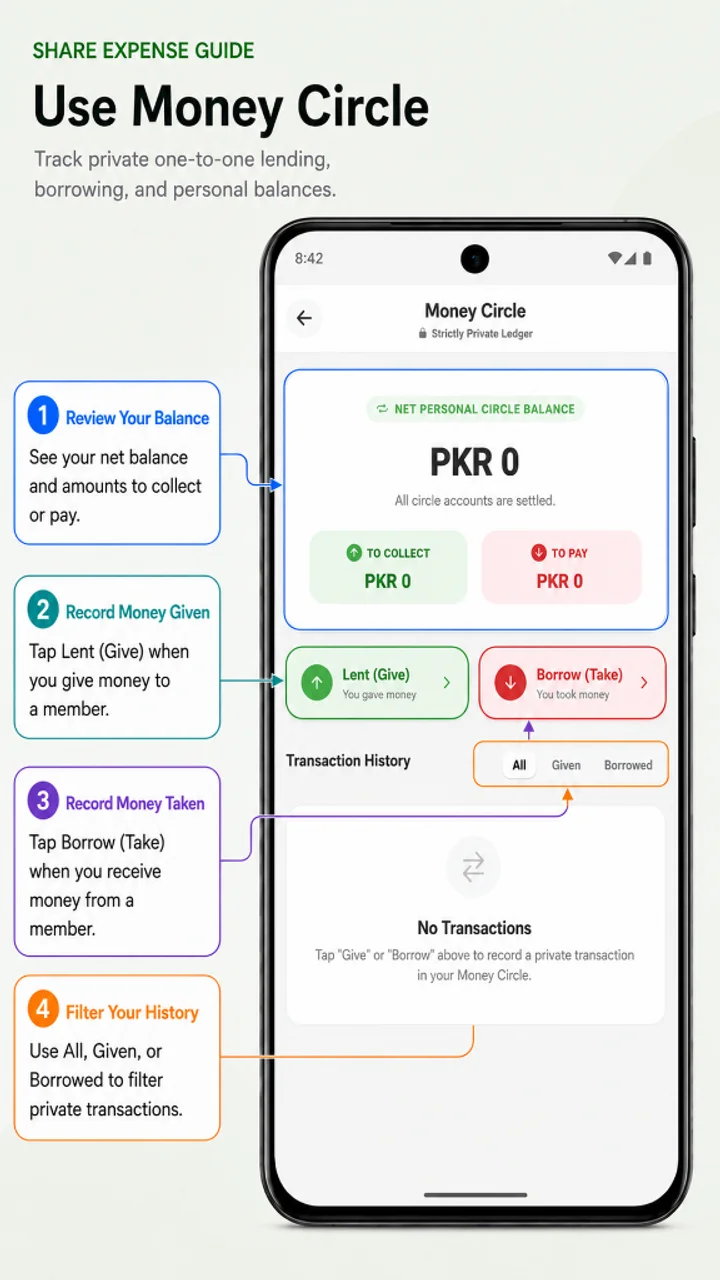 SHARE EXPENSE GUIDE
Use Money Circle
Track private one-to-one lending,
borrowing, and personal balances.
8:42
Money Circle
Strictly Private Ledger
NET PERSONAL CIRCLE BALANCE
PKR 0
All circle accounts are settled.
TO COLLECT
PKR 0
TO PAY
PKR 0
Lent (Give)
You gave money
Borrow (Take)
You took money
Transaction History
All
Given
Borrowed
No Transactions
Tap "Give" or "Borrow" above to record a private transaction
in your Money Circle.
1 Review Your Balance
See your net balance
and amounts to collect
or pay.
2 Record Money Given
Tap Lent (Give) when
you give money to
a member.
3 Record Money Taken
Tap Borrow (Take)
when you receive
money from a
member.
4 Filter Your History
Use All, Given, or
Borrowed to filter
private transactions.